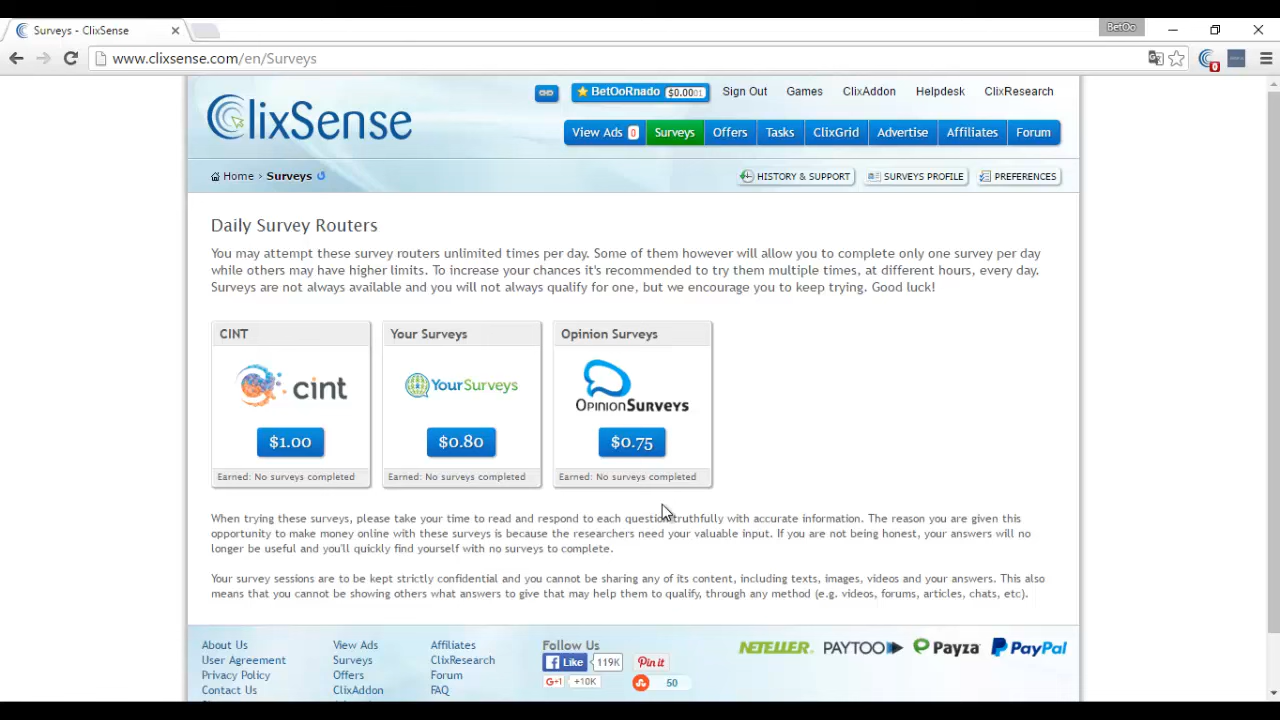 Surveys - ClixSense
BetOo
www.clixsense.com/en/Surveys
0
ClixSense
BetOoRnado $0.0001
Sign Out
Games
ClixAddon
Helpdesk
ClixResearch
View Ads 0
Surveys
Offers
Tasks
ClixGrid
Advertise
Affiliates
Forum
Home › Surveys
HISTORY & SUPPORT
SURVEYS PROFILE
PREFERENCES
Daily Survey Routers
You may attempt these survey routers unlimited times per day. Some of them however will allow you to complete only one survey per day
while others may have higher limits. To increase your chances it's recommended to try them multiple times, at different hours, every day.
Surveys are not always available and you will not always qualify for one, but we encourage you to keep trying. Good luck!
CINT
Your Surveys
Opinion Surveys
cint
YourSurveys
OpinionSurveys
$1.00
$0.80
$0.75
Earned: No surveys completed
Earned: No surveys completed
Earned: No surveys completed
When trying these surveys, please take your time to read and respond to each question truthfully with accurate information. The reason you are given this
opportunity to make money online with these surveys is because the researchers need your valuable input. If you are not being honest, your answers will no
longer be useful and you'll quickly find yourself with no surveys to complete.
Your survey sessions are to be kept strictly confidential and you cannot be sharing any of its content, including texts, images, videos and your answers. This also
means that you cannot be showing others what answers to give that may help them to qualify, through any method (e.g. videos, forums, articles, chats, etc).
About Us
User Agreement
Privacy Policy
Contact Us
View Ads
Surveys
Offers
ClixAddon
Affiliates
ClixResearch
Forum
FAQ
Follow Us
Like 119K
Pin it
G+1 +10K
50
NETELLER
PAYTOO
Payza
PayPal